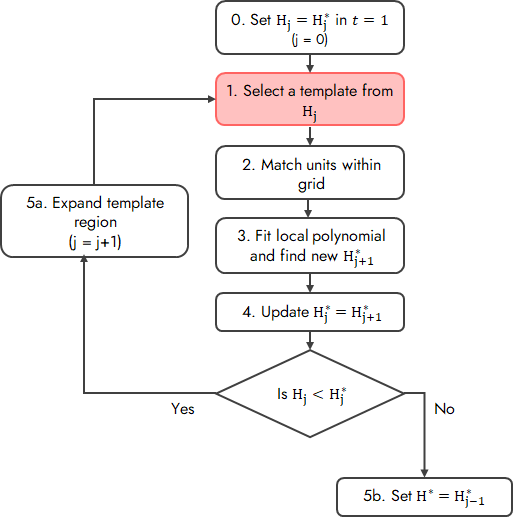 0. Set H_j = H_j^* in t = 1
(j = 0)
1. Select a template from
H_j
2. Match units within
grid
5a. Expand template
region
(j = j+1)
3. Fit local polynomial
and find new H_{j+1}^*
4. Update H_j^* = H_{j+1}^*
Is H_j < H_j^*
Yes
No
5b. Set H^* = H_{j−1}^*